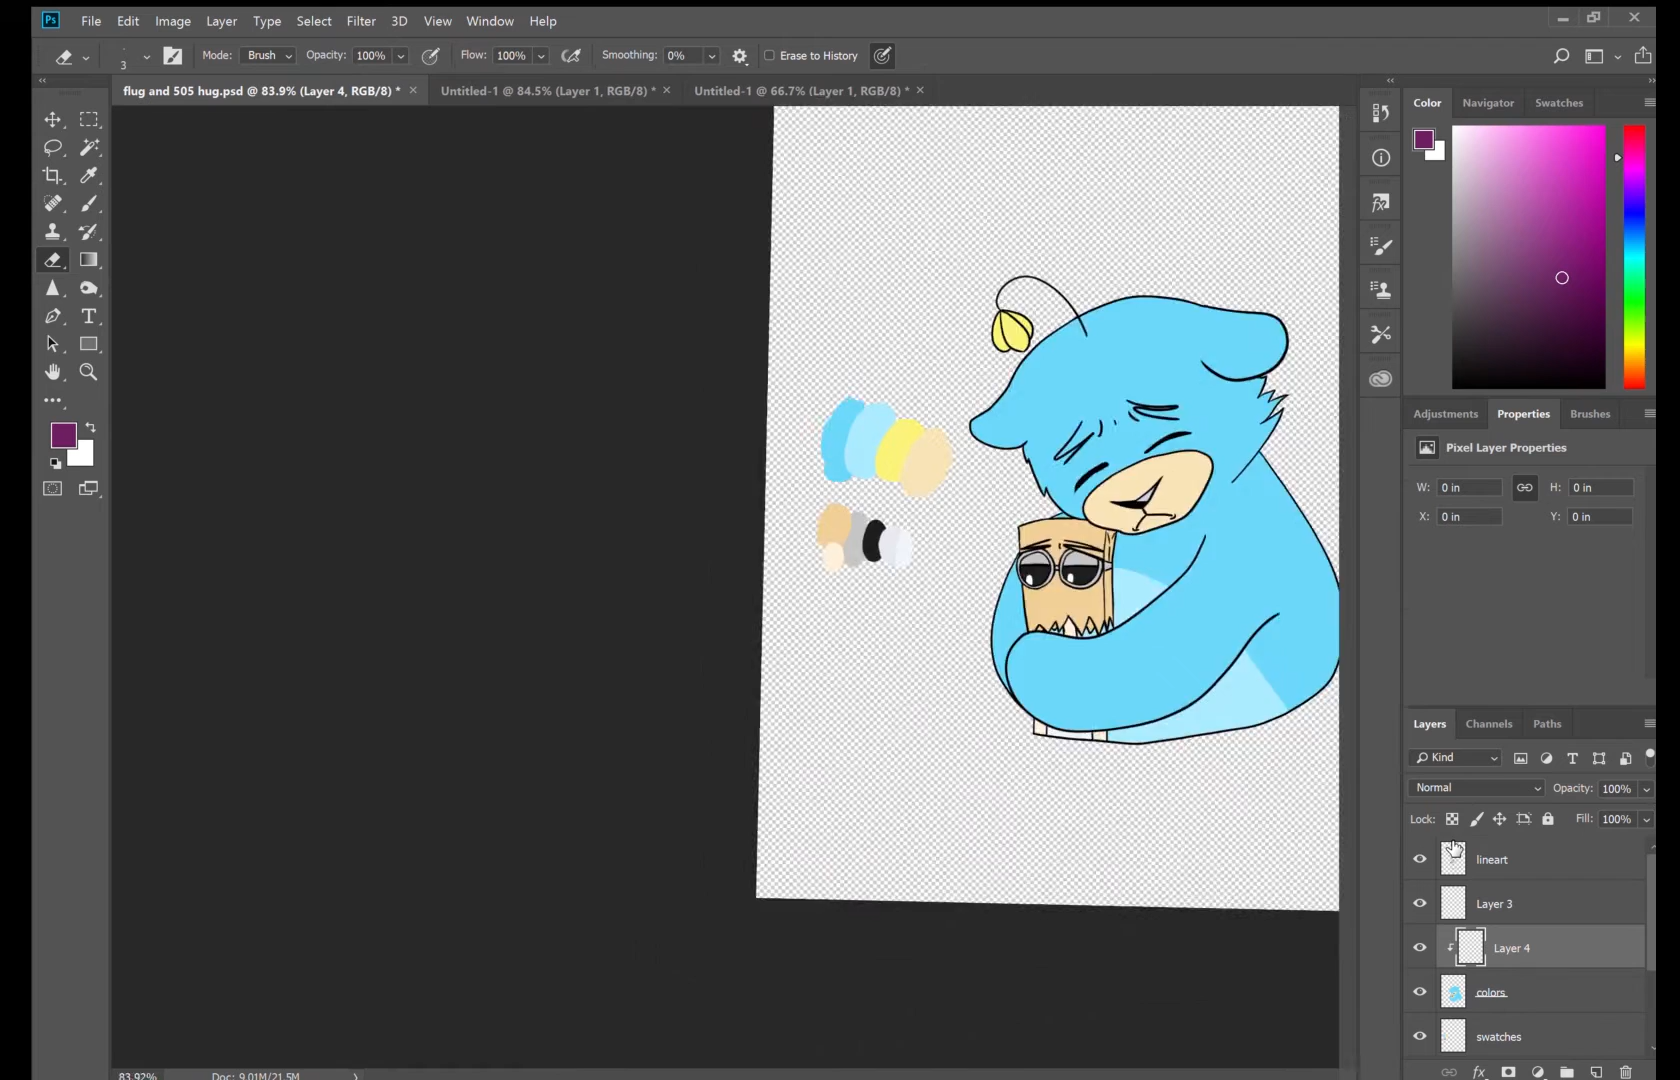 Ps File Edit Image Layer Type Select Filter 3D View Window Help
3 Mode: Brush Opacity: 100% Flow: 100% Smoothing: 0% Erase to History
flug and 505 hug.psd @ 83.9% (Layer 4, RGB/8) * × Untitled-1 @ 84.5% (Layer 1, RGB/8) * × Untitled-1 @ 66.7% (Layer 1, RGB/8) * ×
Color Navigator Swatches
Adjustments Properties Brushes
Pixel Layer Properties
W: 0 in H: 0 in
X: 0 in Y: 0 in
Layers Channels Paths
Kind
Normal Opacity: 100%
Lock: Fill: 100%
lineart
Layer 3
Layer 4
colors
swatches
fx
83.92% Doc: 9.01M/21.5M